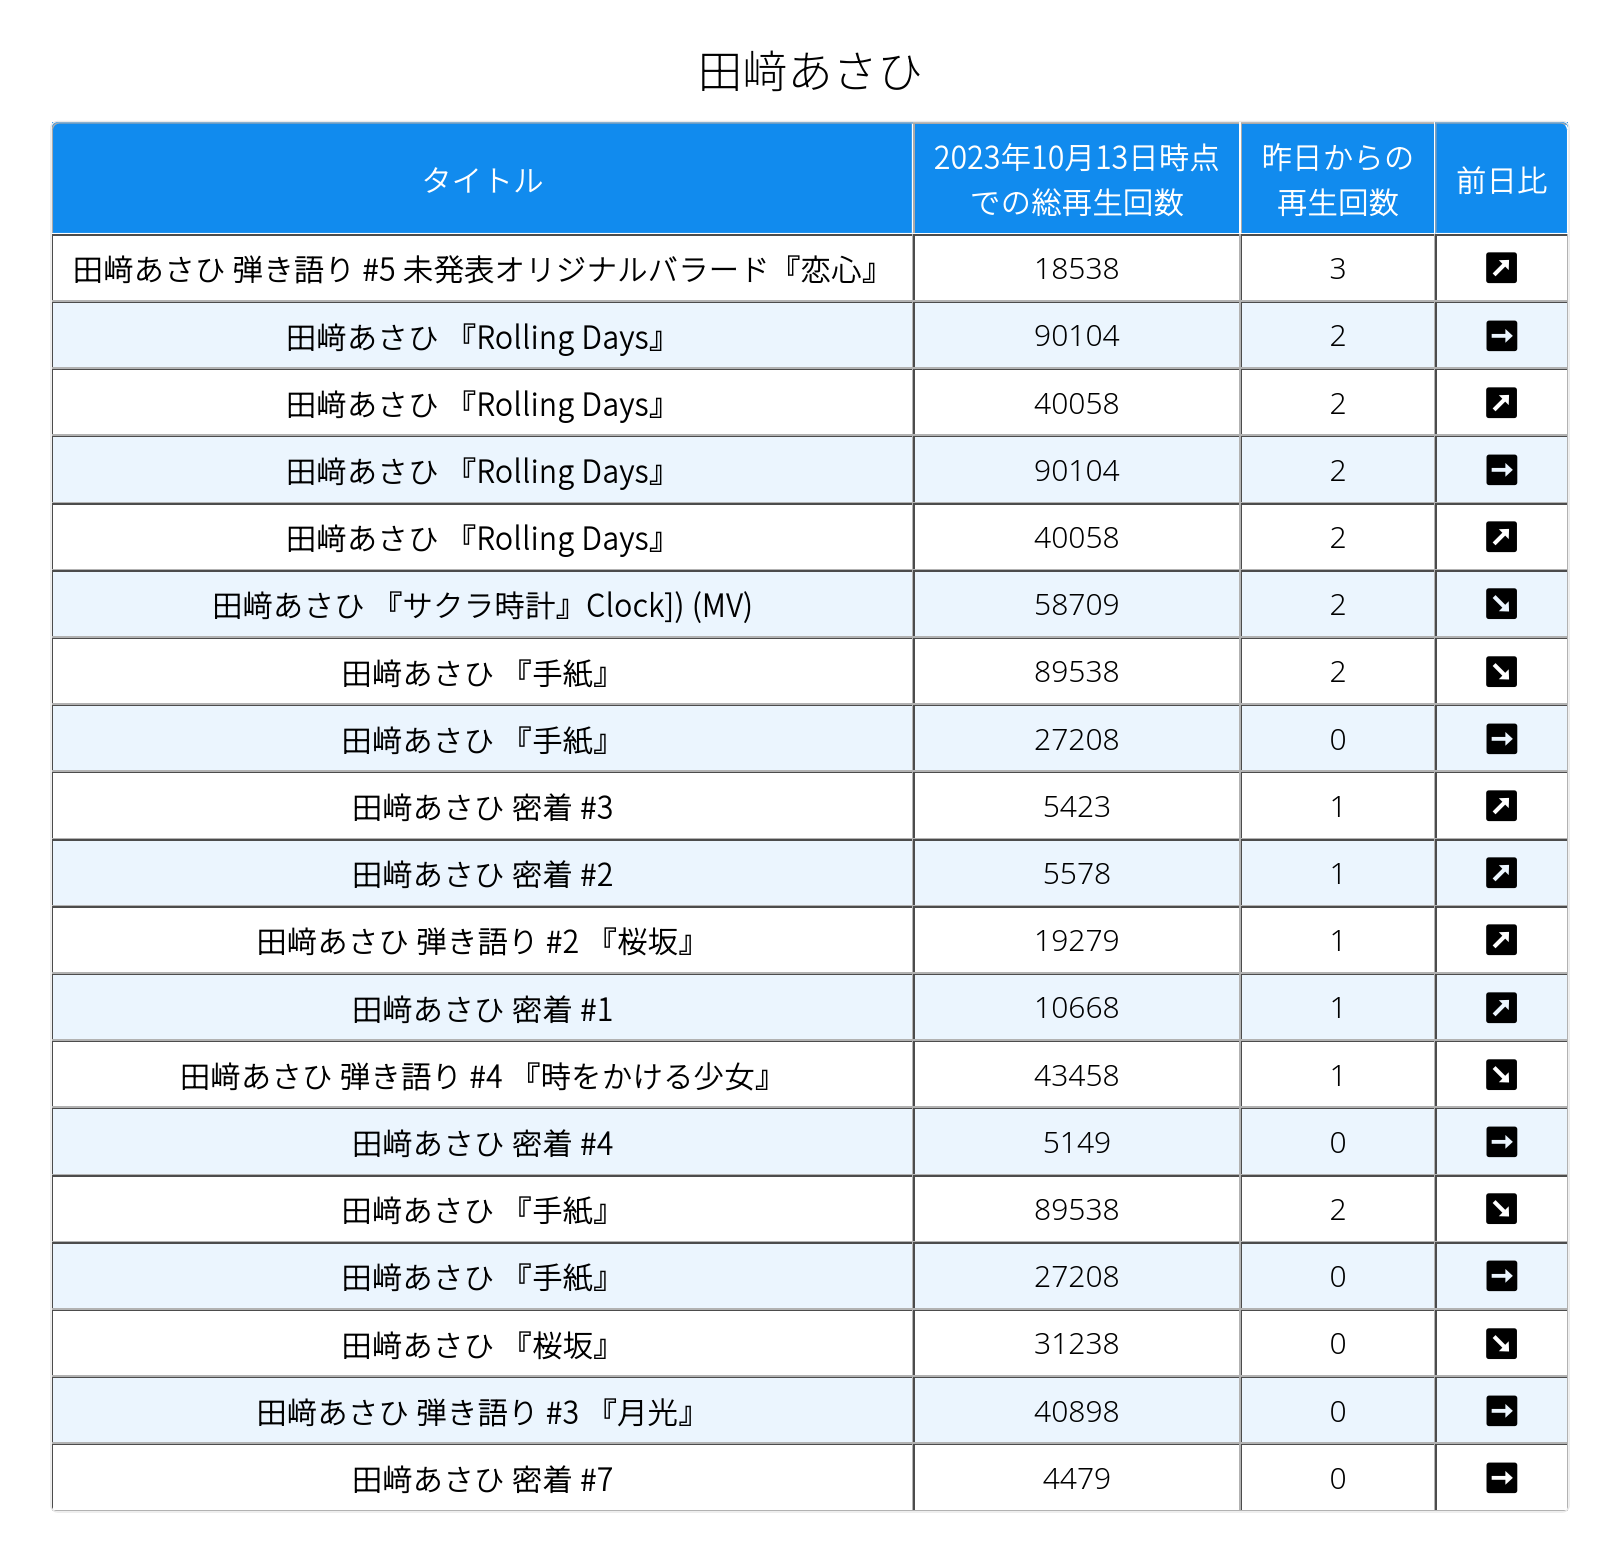 田﨑あさひ
タイトル
2023年10月13日時点
での総再生回数
昨日からの
再生回数
前日比
田﨑あさひ 弾き語り #5 未発表オリジナルバラード『恋心』 18538 3 ↗
田﨑あさひ 『Rolling Days』 90104 2 →
田﨑あさひ 『Rolling Days』 40058 2 ↗
田﨑あさひ 『Rolling Days』 90104 2 →
田﨑あさひ 『Rolling Days』 40058 2 ↗
田﨑あさひ 『サクラ時計』Clock]) (MV) 58709 2 ↘
田﨑あさひ 『手紙』 89538 2 ↘
田﨑あさひ 『手紙』 27208 0 →
田﨑あさひ 密着 #3 5423 1 ↗
田﨑あさひ 密着 #2 5578 1 ↗
田﨑あさひ 弾き語り #2 『桜坂』 19279 1 ↗
田﨑あさひ 密着 #1 10668 1 ↗
田﨑あさひ 弾き語り #4 『時をかける少女』 43458 1 ↘
田﨑あさひ 密着 #4 5149 0 →
田﨑あさひ 『手紙』 89538 2 ↘
田﨑あさひ 『手紙』 27208 0 →
田﨑あさひ 『桜坂』 31238 0 ↘
田﨑あさひ 弾き語り #3 『月光』 40898 0 →
田﨑あさひ 密着 #7 4479 0 →